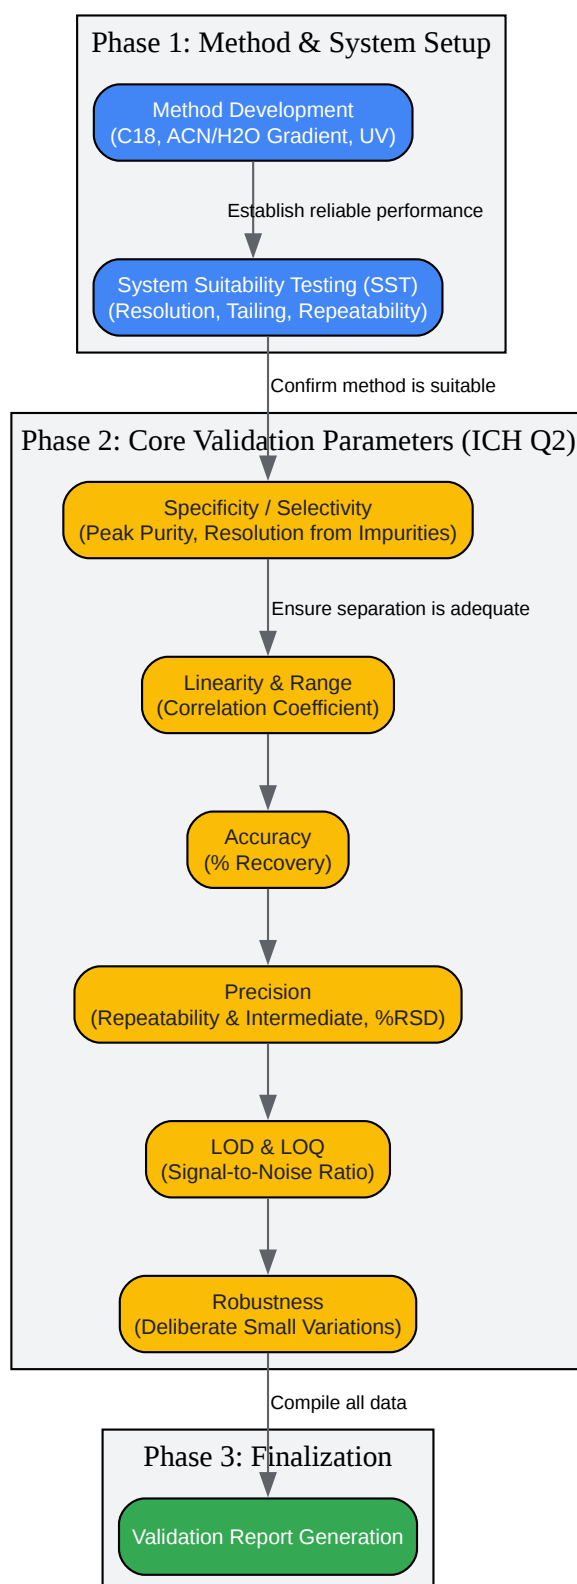 Phase 1: Method & System Setup
Method Development
(C18, ACN/H2O Gradient, UV)
Establish reliable performance
System Suitability Testing (SST)
(Resolution, Tailing, Repeatability)
Confirm method is suitable
Phase 2: Core Validation Parameters (ICH Q2)
Specificity / Selectivity
(Peak Purity, Resolution from Impurities)
Ensure separation is adequate
Linearity & Range
(Correlation Coefficient)
Accuracy
(% Recovery)
Precision
(Repeatability & Intermediate, %RSD)
LOD & LOQ
(Signal-to-Noise Ratio)
Robustness
(Deliberate Small Variations)
Compile all data
Phase 3: Finalization
Validation Report Generation